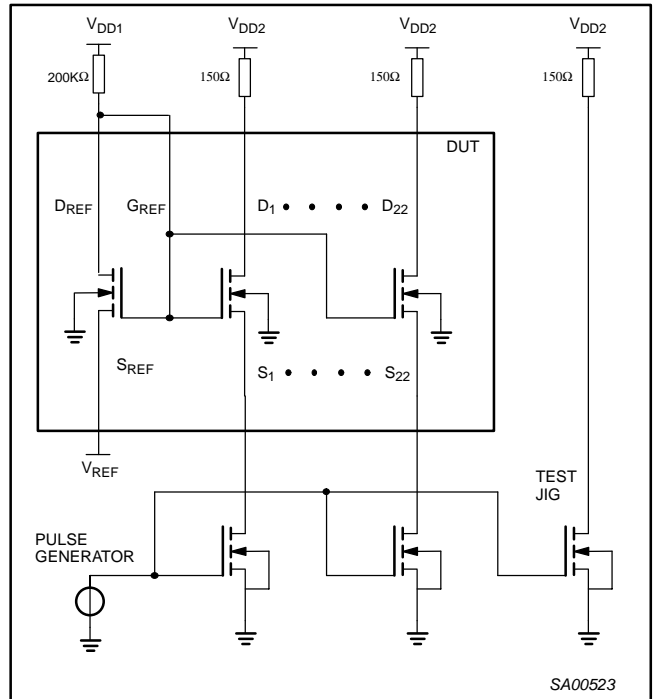 VDD1 VDD2 VDD2 VDD2
200KΩ 150Ω 150Ω 150Ω
DUT
DREF GREF D1 • • • • D22
SREF S1 • • • • S22
VREF
TEST
JIG
PULSE
GENERATOR
SA00523